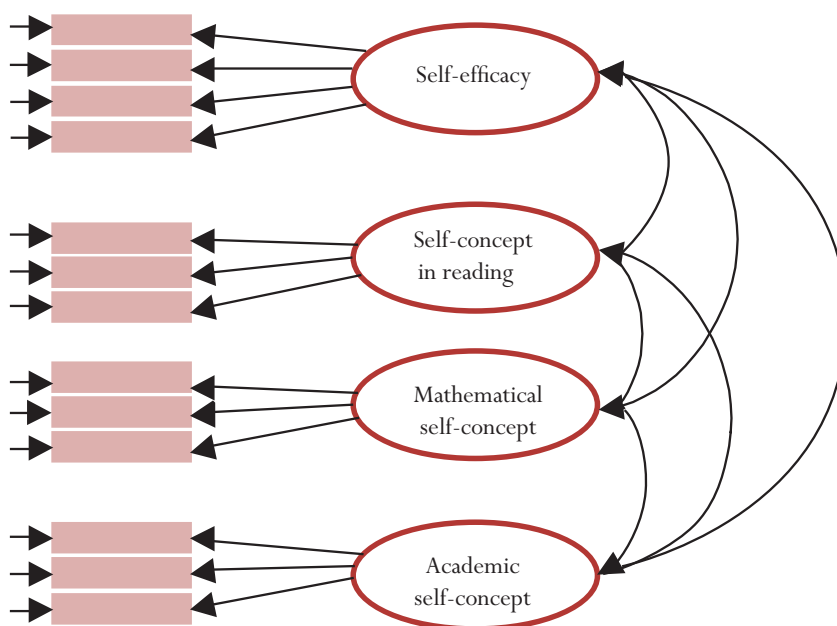 Self-efficacy
Self-concept
in reading
Mathematical
self-concept
Academic
self-concept